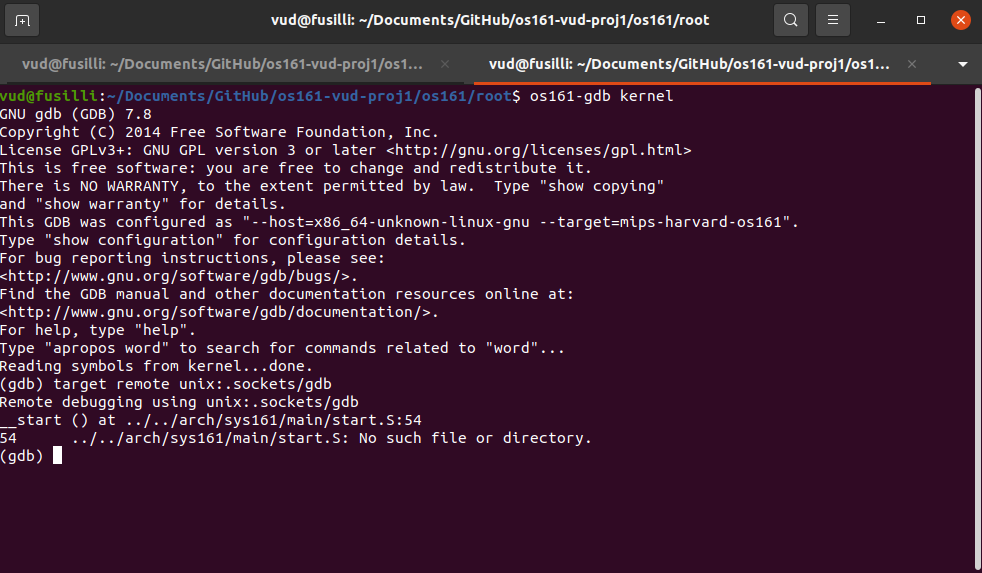 vud@fusilli: ~/Documents/GitHub/os161-vud-proj1/os161/root
vud@fusilli: ~/Documents/GitHub/os161-vud-proj1/os1... × vud@fusilli: ~/Documents/GitHub/os161-vud-proj1/os1... ×
vud@fusilli:~/Documents/GitHub/os161-vud-proj1/os161/root$ os161-gdb kernel
GNU gdb (GDB) 7.8
Copyright (C) 2014 Free Software Foundation, Inc.
License GPLv3+: GNU GPL version 3 or later <http://gnu.org/licenses/gpl.html>
This is free software: you are free to change and redistribute it.
There is NO WARRANTY, to the extent permitted by law.  Type "show copying"
and "show warranty" for details.
This GDB was configured as "--host=x86_64-unknown-linux-gnu --target=mips-harvard-os161".
Type "show configuration" for configuration details.
For bug reporting instructions, please see:
<http://www.gnu.org/software/gdb/bugs/>.
Find the GDB manual and other documentation resources online at:
<http://www.gnu.org/software/gdb/documentation/>.
For help, type "help".
Type "apropos word" to search for commands related to "word"...
Reading symbols from kernel...done.
(gdb) target remote unix:.sockets/gdb
Remote debugging using unix:.sockets/gdb
__start () at ../../arch/sys161/main/start.S:54
54      ../../arch/sys161/main/start.S: No such file or directory.
(gdb)